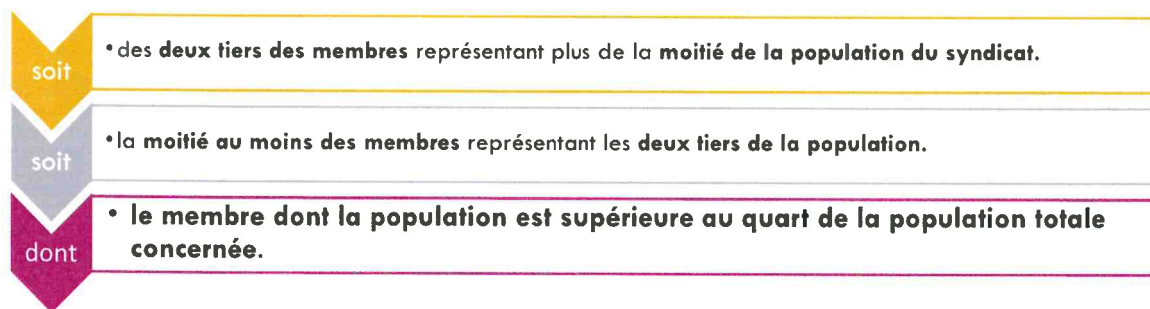 soit
• des deux tiers des membres représentant plus de la moitié de la population du syndicat.
soit
• la moitié au moins des membres représentant les deux tiers de la population.
dont
• le membre dont la population est supérieure au quart de la population totale
concernée.